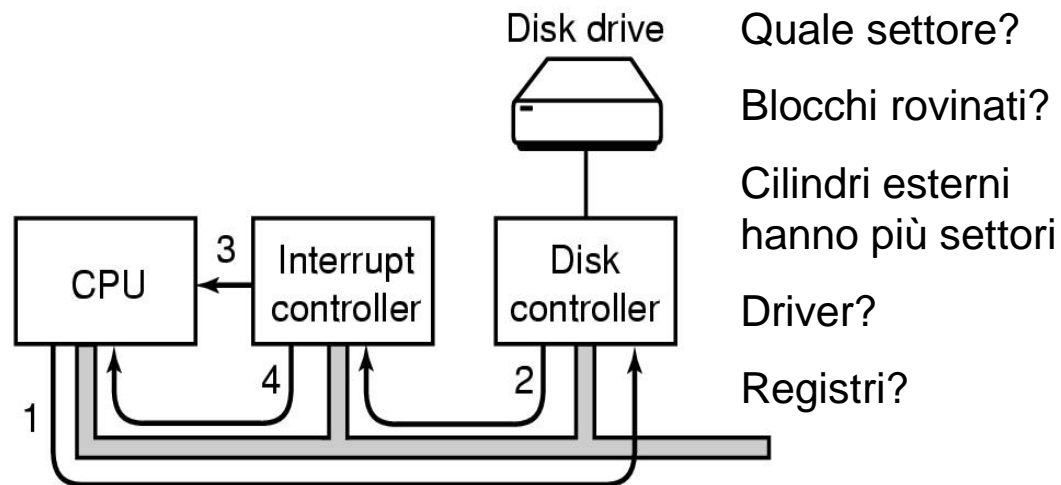 Disk drive
Quale settore?
Blocchi rovinati?
Cilindri esterni
hanno più settori
Driver?
Registri?
CPU
3
Interrupt
controller
Disk
controller
1
4
2